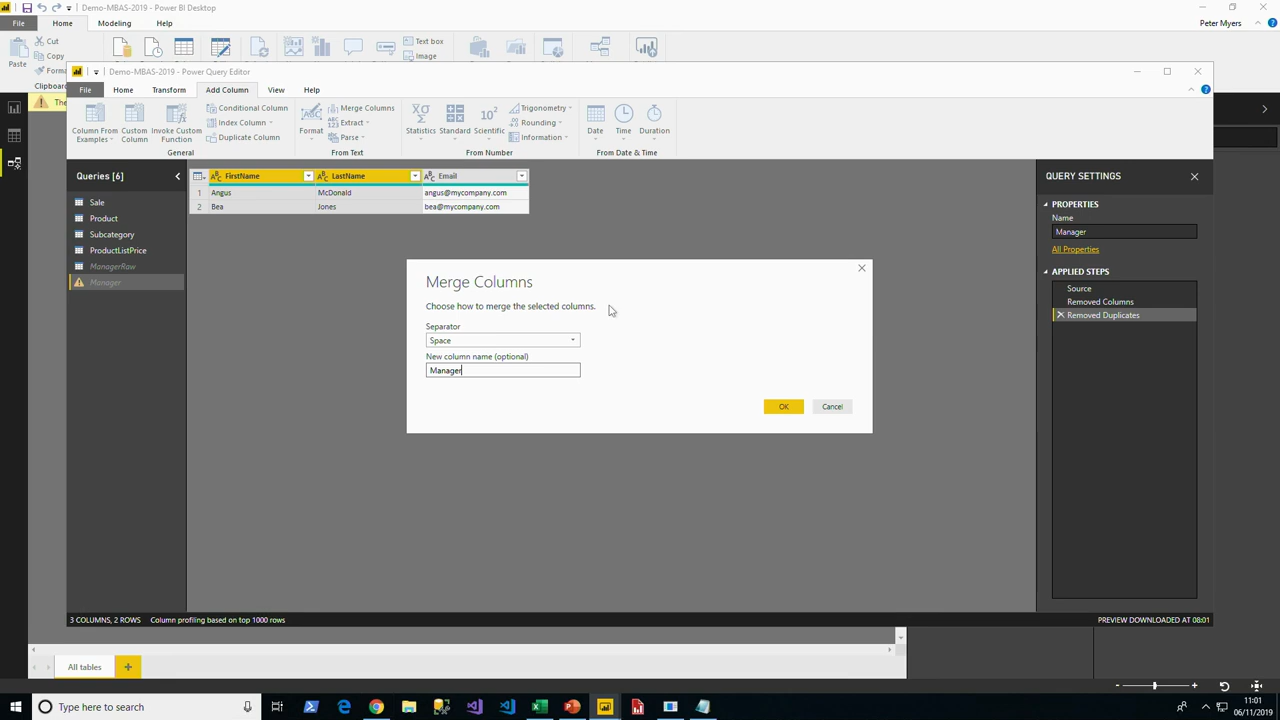 Demo-MBAS-2019 - Power BI Desktop
File Home Modeling Help
Peter Myers
Cut
Copy
Paste
Text box
Image
Clipboard
Demo-MBAS-2019 - Power Query Editor
File Home Transform Add Column View Help
Column From Examples
Custom Column
Invoke Custom Function
Conditional Column
Index Column
Duplicate Column
General
Format
Merge Columns
Extract
Parse
From Text
Statistics
Standard
Scientific
Trigonometry
Rounding
Information
From Number
Date
Time
Duration
From Date & Time
Queries [6]
Sale
Product
Subcategory
ProductListPrice
ManagerRaw
Manager
FirstName LastName Email
1 Angus McDonald angus@mycompany.com
2 Bea Jones bea@mycompany.com
Merge Columns
Choose how to merge the selected columns.
Separator
Space
New column name (optional)
Manager
OK Cancel
QUERY SETTINGS
PROPERTIES
Name
Manager
All Properties
APPLIED STEPS
Source
Removed Columns
Removed Duplicates
3 COLUMNS, 2 ROWS Column profiling based on top 1000 rows
PREVIEW DOWNLOADED AT 08:01
All tables
Type here to search
11:01
06/11/2019